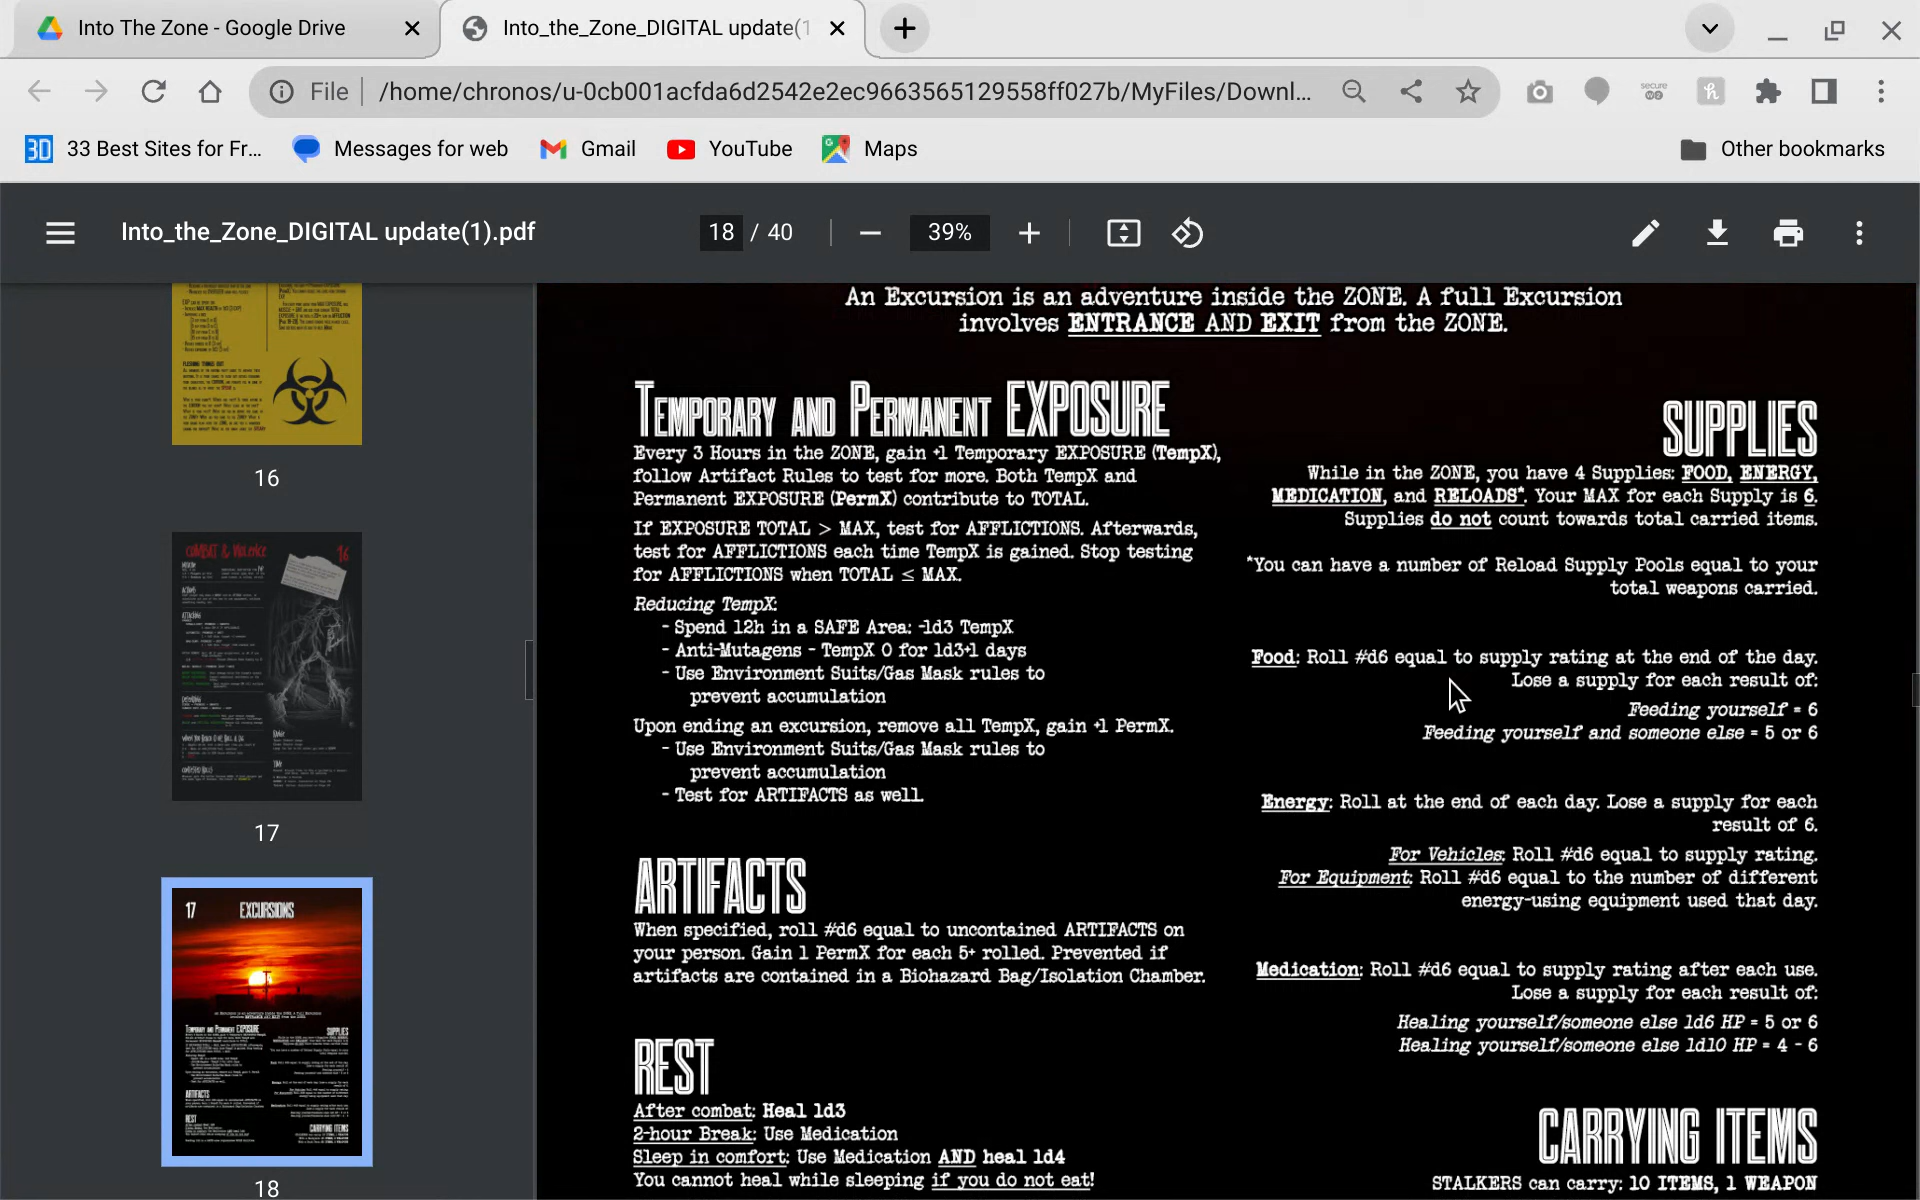 Into The Zone - Google Drive
Into_the_Zone_DIGITAL update(1
File
/home/chronos/u-0cb001acfda6d2542e2ec9663565129558ff027b/MyFiles/Downl...
secure
W2
33 Best Sites for Fr...
Messages for web
Gmail
YouTube
Maps
Other bookmarks
Into_the_Zone_DIGITAL update(1).pdf
18 / 40
39%
16
COMBAT & Violence
16
17
17
EXCURSIONS
18
An Excursion is an adventure inside the ZONE. A full Excursion
involves ENTRANCE AND EXIT from the ZONE.
TEMPORARY AND PERMANENT EXPOSURE
Every 3 Hours in the ZONE, gain +1 Temporary EXPOSURE (TempX),
follow Artifact Rules to test for more. Both TempX and
Permanent EXPOSURE (PermX) contribute to TOTAL.
If EXPOSURE TOTAL > MAX, test for AFFLICTIONS. Afterwards,
test for AFFLICTIONS each time TempX is gained. Stop testing
for AFFLICTIONS when TOTAL ≤ MAX.
Reducing TempX:
- Spend 12h in a SAFE Area: -1d3 TempX
- Anti-Mutagens - TempX 0 for 1d3+1 days
- Use Environment Suits/Gas Mask rules to
prevent accumulation
Upon ending an excursion, remove all TempX, gain +1 PermX.
- Use Environment Suits/Gas Mask rules to
prevent accumulation
- Test for ARTIFACTS as well.
ARTIFACTS
When specified, roll #d6 equal to uncontained ARTIFACTS on
your person. Gain 1 PermX for each 5+ rolled. Prevented if
artifacts are contained in a Biohazard Bag/Isolation Chamber.
REST
After combat: Heal 1d3
2-hour Break: Use Medication
Sleep in comfort: Use Medication AND heal 1d4
You cannot heal while sleeping if you do not eat!
SUPPLIES
While in the ZONE, you have 4 Supplies: FOOD, ENERGY,
MEDICATION, and RELOADS*. Your MAX for each Supply is 6.
Supplies do not count towards total carried items.
*You can have a number of Reload Supply Pools equal to your
total weapons carried.
Food: Roll #d6 equal to supply rating at the end of the day.
Lose a supply for each result of:
Feeding yourself = 6
Feeding yourself and someone else = 5 or 6
Energy: Roll at the end of each day. Lose a supply for each
result of 6.
For Vehicles: Roll #d6 equal to supply rating.
For Equipment: Roll #d6 equal to the number of different
energy-using equipment used that day.
Medication: Roll #d6 equal to supply rating after each use.
Lose a supply for each result of:
Healing yourself/someone else 1d6 HP = 5 or 6
Healing yourself/someone else 1d10 HP = 4 - 6
CARRYING ITEMS
STALKERS can carry: 10 ITEMS, 1 WEAPON